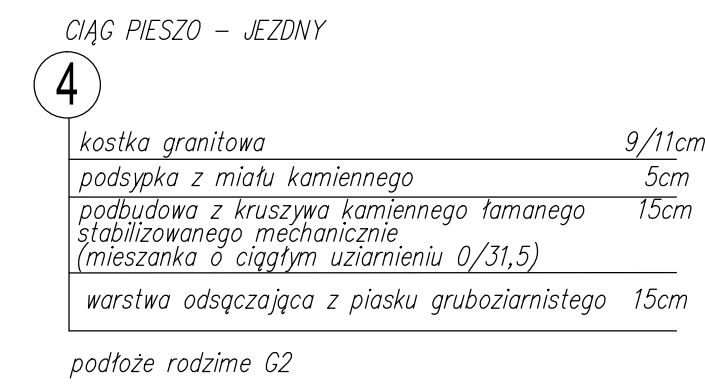 CIĄG PIESZO – JEZDNY
4
kostka granitowa 9/11cm
podsypka z miału kamiennego 5cm
podbudowa z kruszywa kamiennego łamanego 15cm
stabilizowanego mechanicznie
(mieszanka o ciągłym uziarnieniu 0/31,5)
warstwa odsączająca z piasku gruboziarnistego 15cm
podłoże rodzime G2